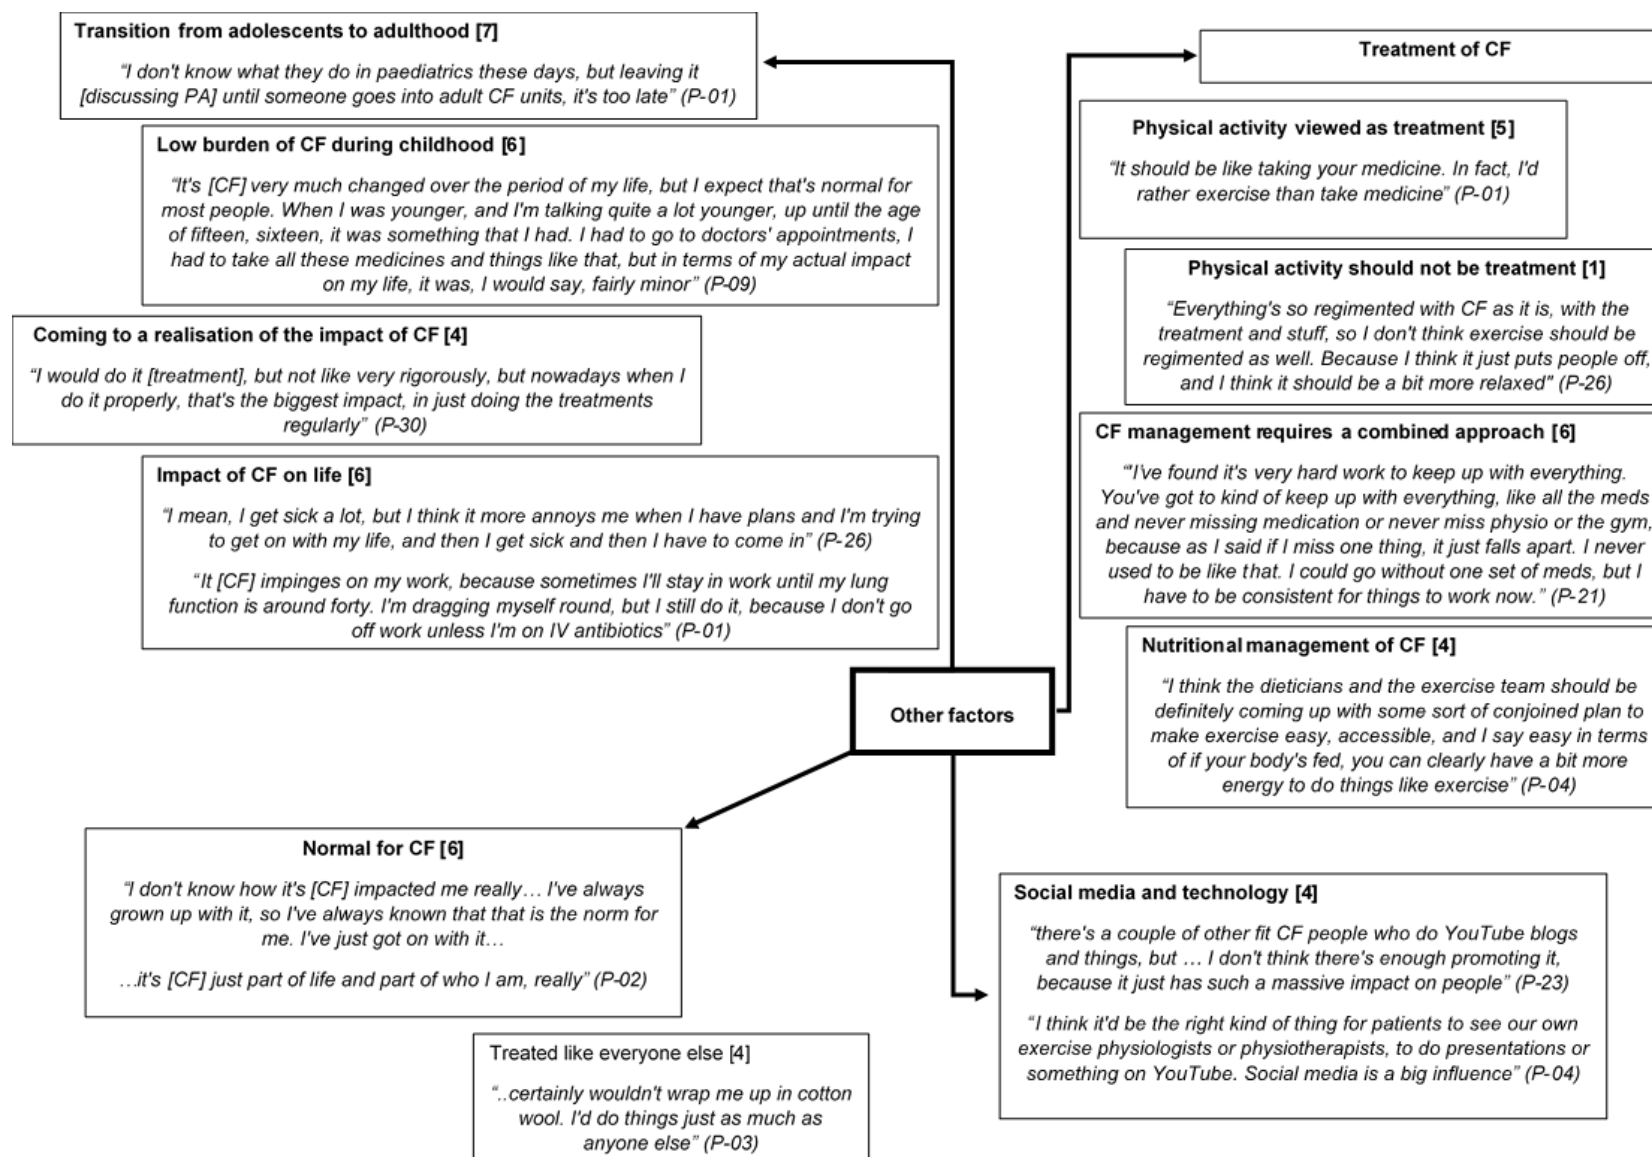 Transition from adolescents to adulthood [7]
“I don't know what they do in paediatrics these days, but leaving it
[discussing PA] until someone goes into adult CF units, it's too late” (P-01)
Low burden of CF during childhood [6]
“It's [CF] very much changed over the period of my life, but I expect that's normal for
most people. When I was younger, and I'm talking quite a lot younger, up until the age
of fifteen, sixteen, it was something that I had. I had to go to doctors' appointments, I
had to take all these medicines and things like that, but in terms of my actual impact
on my life, it was, I would say, fairly minor” (P-09)
Coming to a realisation of the impact of CF [4]
“I would do it [treatment], but not like very rigorously, but nowadays when I
do it properly, that's the biggest impact, in just doing the treatments
regularly” (P-30)
Impact of CF on life [6]
“I mean, I get sick a lot, but I think it more annoys me when I have plans and I'm trying
to get on with my life, and then I get sick and then I have to come in” (P-26)
“It [CF] impinges on my work, because sometimes I'll stay in work until my lung
function is around forty. I'm dragging myself round, but I still do it, because I don't go
off work unless I'm on IV antibiotics” (P-01)
Other factors
Treatment of CF
Physical activity viewed as treatment [5]
“It should be like taking your medicine. In fact, I'd
rather exercise than take medicine” (P-01)
Physical activity should not be treatment [1]
“Everything's so regimented with CF as it is, with the
treatment and stuff, so I don't think exercise should be
regimented as well. Because I think it just puts people off,
and I think it should be a bit more relaxed" (P-26)
CF management requires a combined approach [6]
“'I've found it's very hard work to keep up with everything.
You've got to kind of keep up with everything, like all the meds
and never missing medication or never miss physio or the gym,
because as I said if I miss one thing, it just falls apart. I never
used to be like that. I could go without one set of meds, but I
have to be consistent for things to work now.” (P-21)
Nutritional management of CF [4]
“I think the dieticians and the exercise team should be
definitely coming up with some sort of conjoined plan to
make exercise easy, accessible, and I say easy in terms
of if your body's fed, you can clearly have a bit more
energy to do things like exercise” (P-04)
Normal for CF [6]
“I don't know how it's [CF] impacted me really… I've always
grown up with it, so I've always known that that is the norm for
me. I've just got on with it…
…it's [CF] just part of life and part of who I am, really” (P-02)
Treated like everyone else [4]
“..certainly wouldn't wrap me up in cotton
wool. I'd do things just as much as
anyone else” (P-03)
Social media and technology [4]
“there's a couple of other fit CF people who do YouTube blogs
and things, but … I don't think there's enough promoting it,
because it just has such a massive impact on people” (P-23)
“I think it'd be the right kind of thing for patients to see our own
exercise physiologists or physiotherapists, to do presentations or
something on YouTube. Social media is a big influence” (P-04)